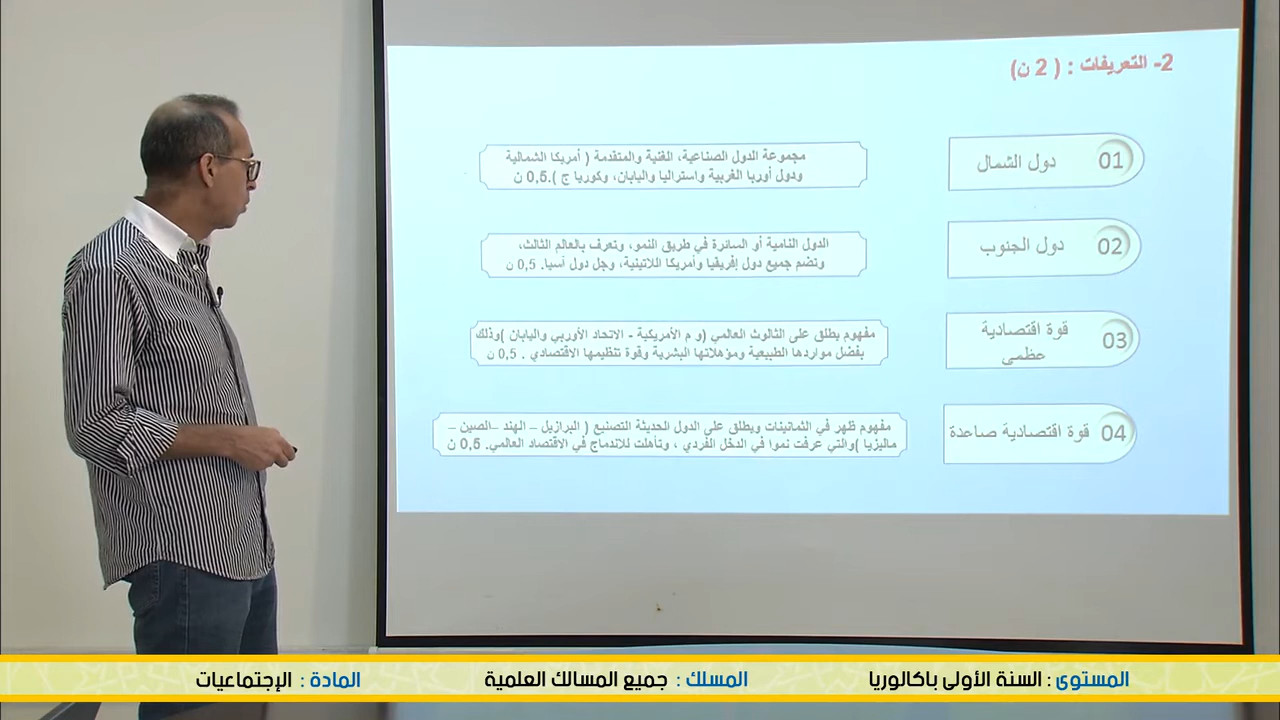 2- التعريفات : ( 2 ن)
01 دول الشمال
مجموعة الدول الصناعية، الغنية والمتقدمة ( أمريكا الشمالية
ودول أوربا الغربية واستراليا واليابان، وكوريا ج ).0,5 ن
02 دول الجنوب
الدول النامية أو السائرة في طريق النمو، وتعرف بالعالم الثالث،
وتضم جميع دول إفريقيا وأمريكا اللاتينية، وجل دول أسيا. 0,5 ن
03 قوة اقتصادية
عظمى
مفهوم يطلق على الثالوث العالمي (و م الأمريكية - الاتحاد الأوربي واليابان )وذلك
بفضل مواردها الطبيعية ومؤهلاتها البشرية وقوة تنظيمها الاقتصادي . 0,5 ن
04 قوة اقتصادية صاعدة
مفهوم ظهر في الثمانينات ويطلق على الدول الحديثة التصنيع ( البرازيل – الهند –الصين –
ماليزيا )والتي عرفت نموا في الدخل الفردي ، وتأهلت للاندماج في الاقتصاد العالمي. 0,5 ن
المستوى : السنة الأولى باكالوريا
المسلك : جميع المسالك العلمية
المادة : الإجتماعيات